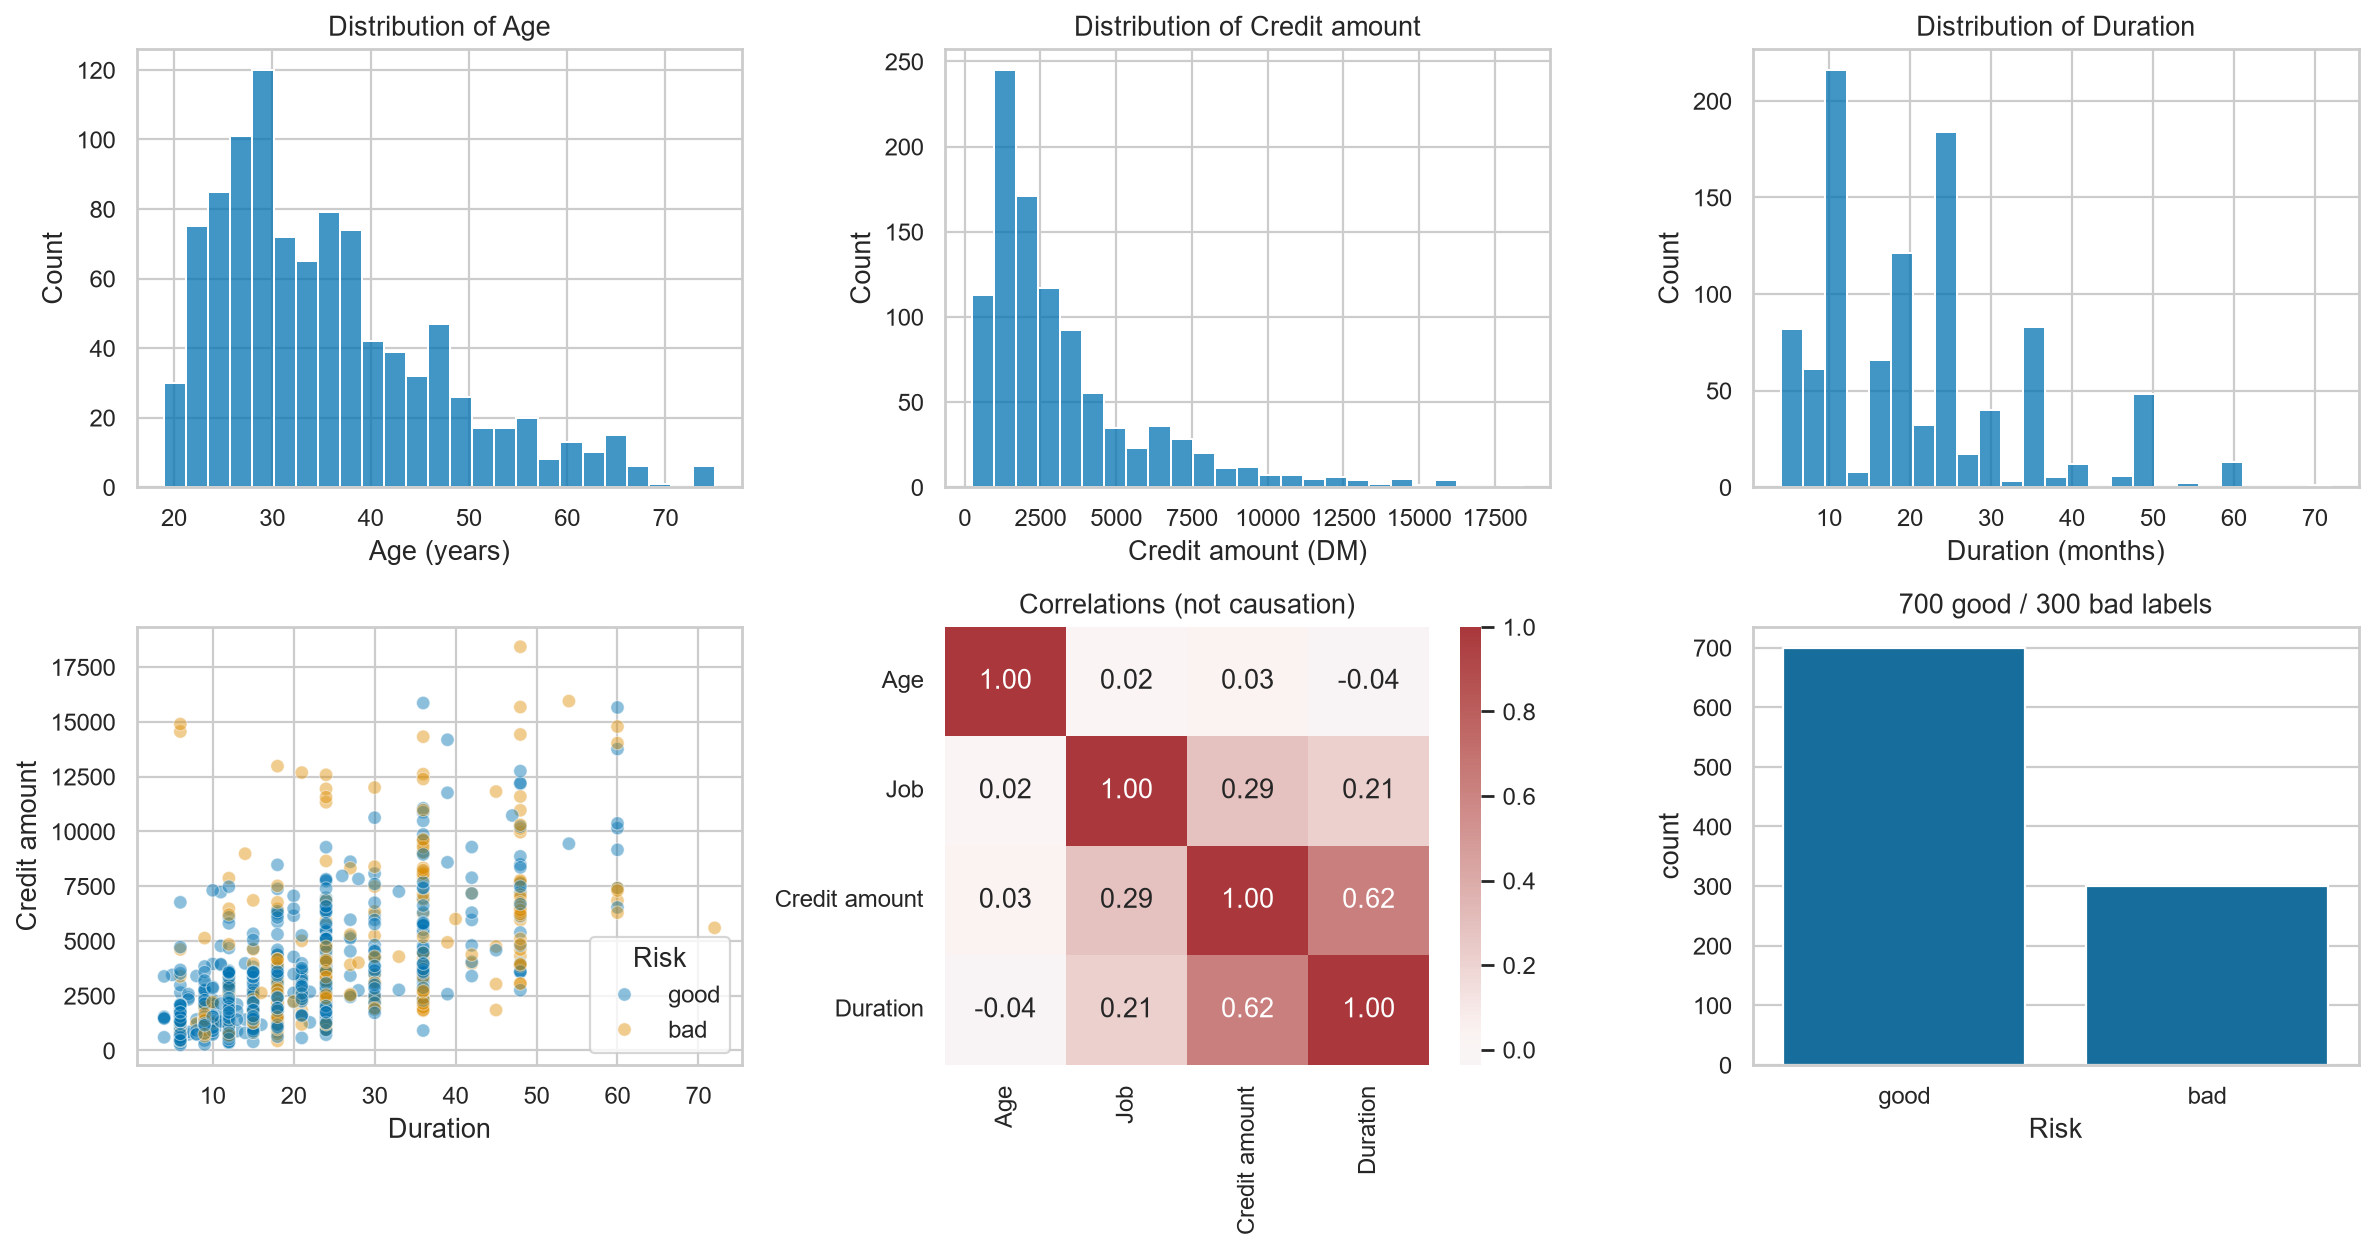 Distribution of Age
120
100
80
60
40
20
0
Count
20 30 40 50 60 70
Age (years)
Distribution of Credit amount
250
200
150
100
50
0
Count
0 2500 5000 7500 10000 12500 15000 17500
Credit amount (DM)
Distribution of Duration
200
150
100
50
0
Count
10 20 30 40 50 60 70
Duration (months)
17500
15000
12500
10000
7500
5000
2500
0
Credit amount
Risk
good
bad
10 20 30 40 50 60 70
Duration
Correlations (not causation)
Age 1.00 0.02 0.03 -0.04
Job 0.02 1.00 0.29 0.21
Credit amount 0.03 0.29 1.00 0.62
Duration -0.04 0.21 0.62 1.00
Age Job Credit amount Duration
1.0
0.8
0.6
0.4
0.2
0.0
700 good / 300 bad labels
700
600
500
400
300
200
100
0
count
good bad
Risk